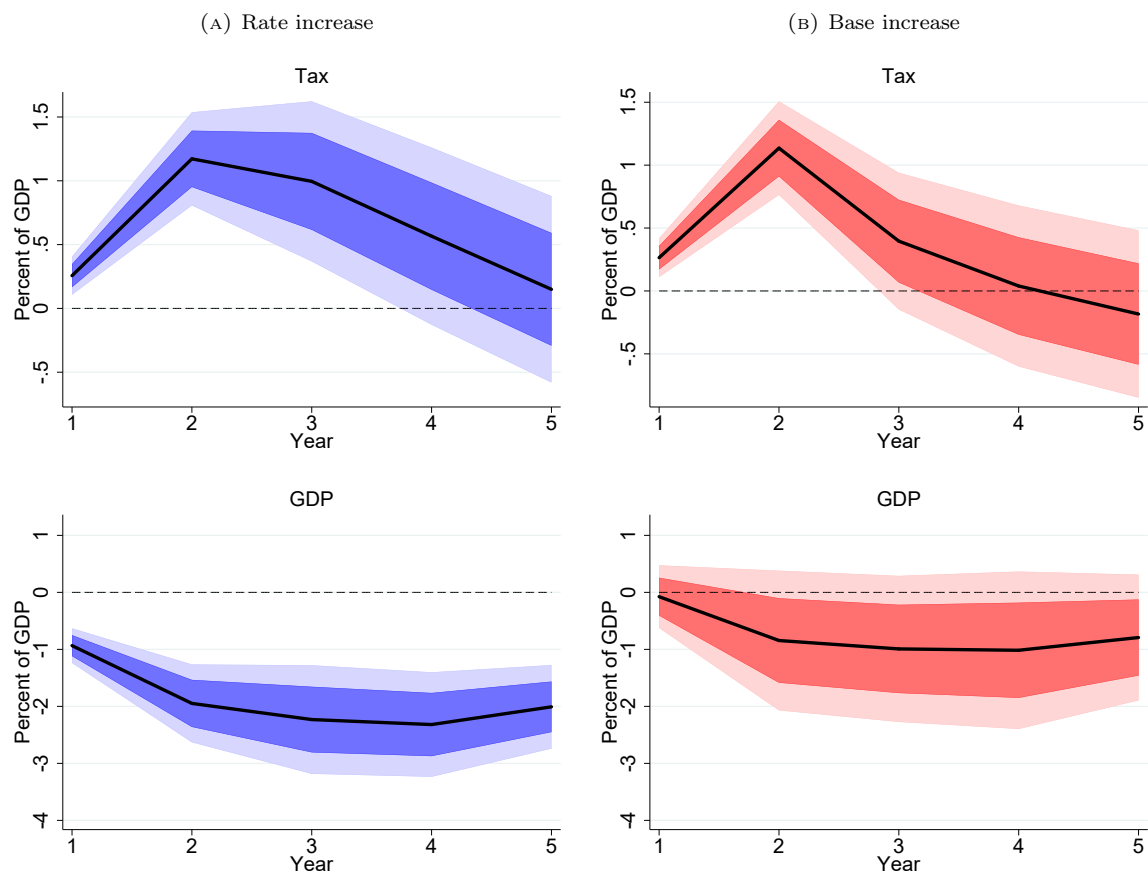 (A) Rate increase
Tax
Percent of GDP
1.5
1
.5
0
-.5
1 2 3 4 5
Year
GDP
Percent of GDP
1
0
-1
-2
-3
-4
1 2 3 4 5
Year
(B) Base increase
Tax
Percent of GDP
1.5
1
.5
0
-.5
1 2 3 4 5
Year
GDP
Percent of GDP
1
0
-1
-2
-3
-4
1 2 3 4 5
Year